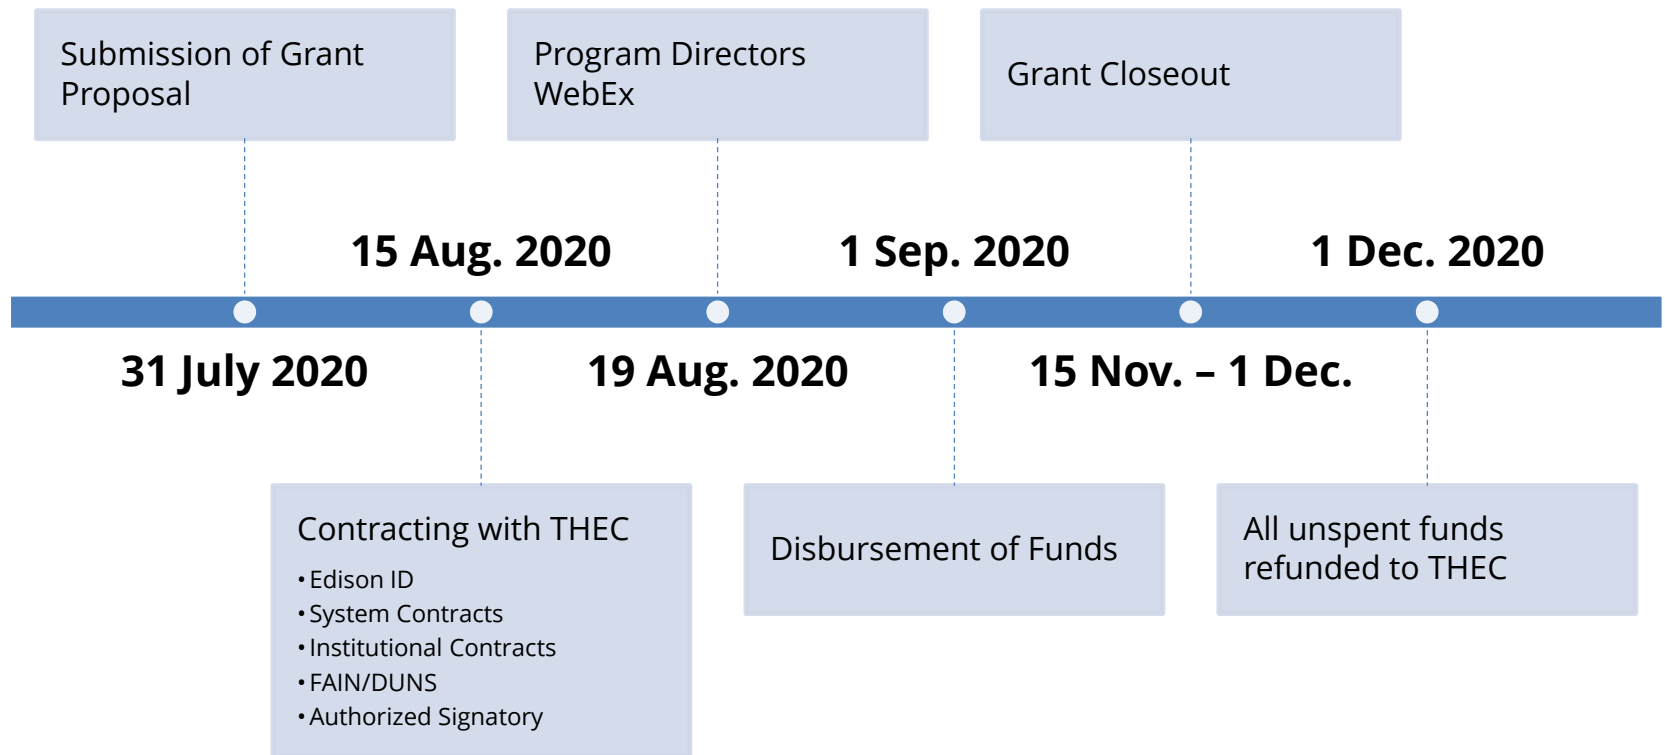 Submission of Grant
Proposal
Program Directors
WebEx
Grant Closeout
15 Aug. 2020
1 Sep. 2020
1 Dec. 2020
31 July 2020
19 Aug. 2020
15 Nov. – 1 Dec.
Contracting with THEC
• Edison ID
• System Contracts
• Institutional Contracts
• FAIN/DUNS
• Authorized Signatory
Disbursement of Funds
All unspent funds
refunded to THEC